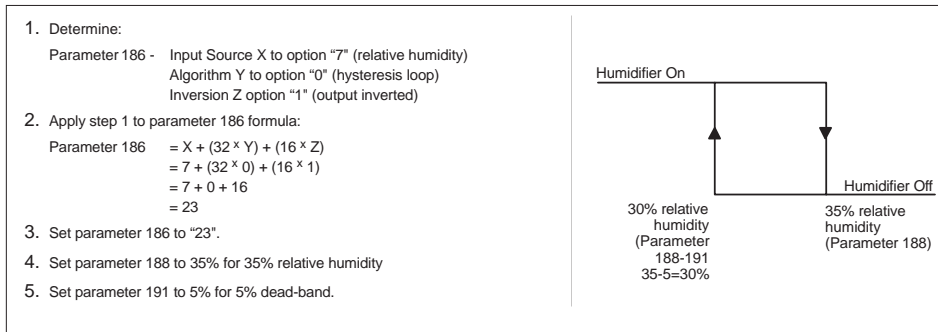 1. Determine:
Parameter 186 - Input Source X to option “7" (relative humidity)
Algorithm Y to option “0" (hysteresis loop)
Inversion Z option “1" (output inverted)
2. Apply step 1 to parameter 186 formula:
Parameter 186 = X + (32 x Y) + (16 x Z)
= 7 + (32 x 0) + (16 x 1)
= 7 + 0 + 16
= 23
3. Set parameter 186 to “23".
4. Set parameter 188 to 35% for 35% relative humidity
5. Set parameter 191 to 5% for 5% dead-band.
Humidifier On
Humidifier Off
30% relative
humidity
(Parameter
188-191
35-5=30%
35% relative
humidity
(Parameter 188)